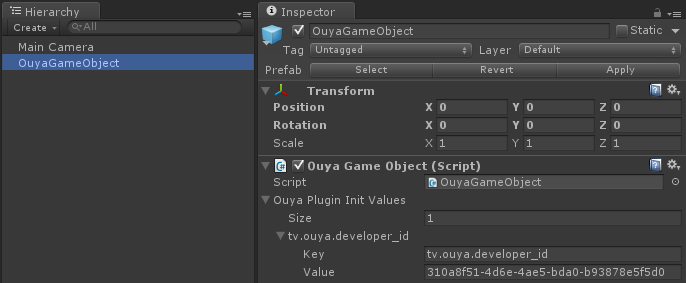 Hierarchy
Create
All
Main Camera
OuyaGameObject
Inspector
OuyaGameObject
Static
Tag Untagged Layer Default
Prefab Select Revert Apply
Transform
Position X 0 Y 0 Z 0
Rotation X 0 Y 0 Z 0
Scale X 1 Y 1 Z 1
Ouya Game Object (Script)
Script OuyaGameObject
Ouya Plugin Init Values
Size 1
tv.ouya.developer_id
Key tv.ouya.developer_id
Value 310a8f51-4d6e-4ae5-bda0-b93878e5f5d0